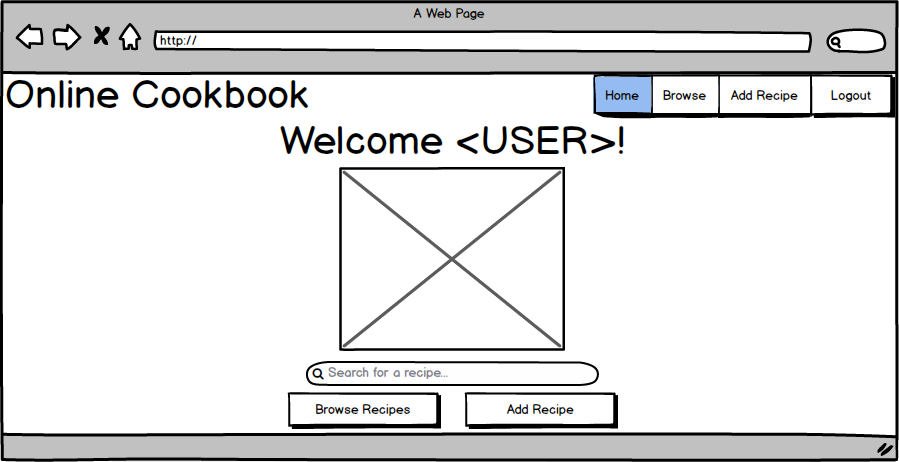 A Web Page
http://
Online Cookbook
Home Browse Add Recipe Logout
Welcome <USER>!
Search for a recipe...
Browse Recipes Add Recipe